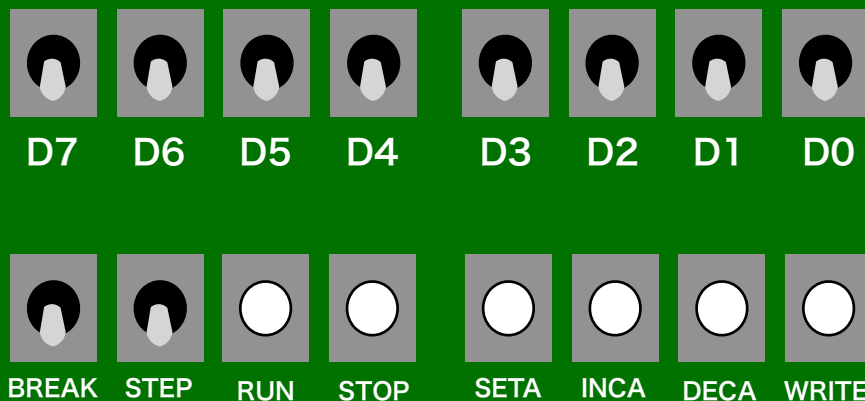 D7 D6 D5 D4 D3 D2 D1 D0
BREAK STEP RUN STOP SETA INCA DECA WRITE